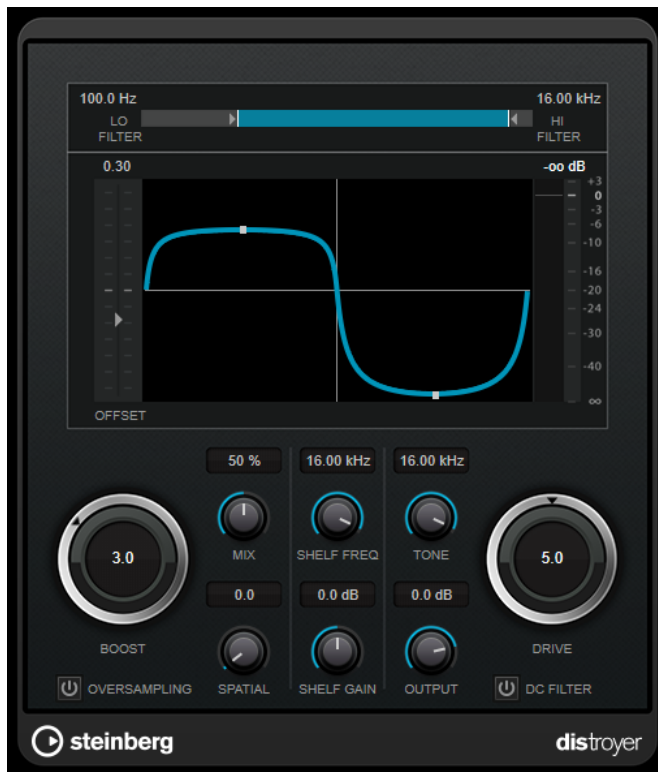 100.0 Hz
16.00 kHz
LO
FILTER
HI
FILTER
0.30
-oo dB
+3
0
-3
-6
-10
-16
-20
-24
-30
-40
∞
OFFSET
50 %
16.00 kHz
16.00 kHz
3.0
MIX
SHELF FREQ
TONE
5.0
0.0
0.0 dB
0.0 dB
BOOST
DRIVE
OVERSAMPLING
SPATIAL
SHELF GAIN
OUTPUT
DC FILTER
steinberg
distroyer